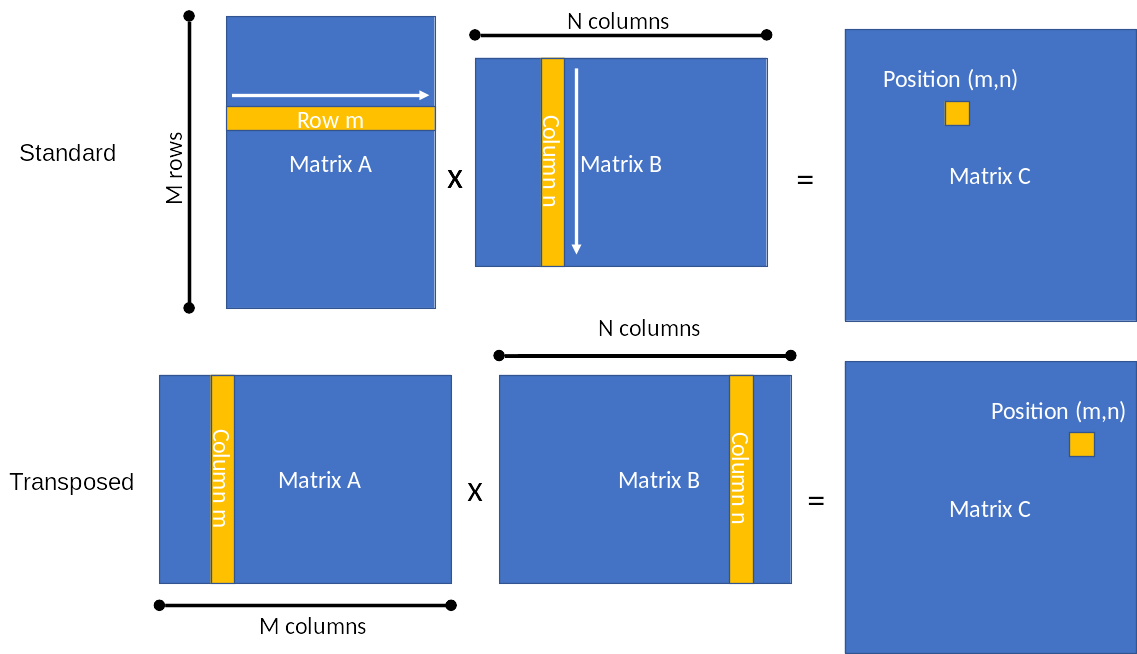 Standard
M rows
Row m
Matrix A
x
N columns
Column n
Matrix B
=
Position (m,n)
Matrix C
Transposed
Column m
Matrix A
M columns
x
N columns
Matrix B
Column n
=
Position (m,n)
Matrix C